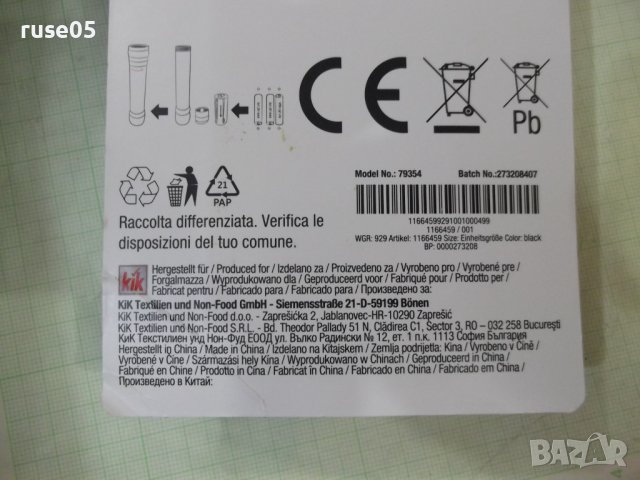 ruse05
Pb
21
PAP
Raccolta differenziata. Verifica le
disposizioni del tuo comune.
Model No.: 79354
Batch No.:273208407
11664599291001000499
1166459 / 001
WGR: 929 Artikel: 1166459 Size: Einheitsgröße Color: black
BP: 0000273208
kik
Hergestellt für / Produced for / Izdelano za / Proizvedeno za / Vyrobeno pro / Vyrobené pre /
Forgalmazza / Wyprodukowano dla / Geproduceerd voor / Fabriqué pour / Prodotto per /
Fabricat pentru / Fabricado para / Fabricado para / Произведено за:
KiK Textilien und Non-Food GmbH - Siemensstraße 21-D-59199 Bönen
KiK Textilien und Non-Food d.o.o. - Zaprešićka 2, Jablanovec-HR-10290 Zaprešić
KiK Textilien und Non-Food S.R.L. - Bd. Theodor Pallady 51 N, Clădirea C1, Sector 3, RO - 032 258 București
КиК Текстилиен унд Нон-Фуд ЕООД ул. Вълко Радински № 12, ет. 1 п.к. 1113 София България
Hergestellt in China / Made in China / Izdelano na Kitajskem / Zemlja podrijetla: Kina / Vyrobeno v Číně /
Vyrobené v Číne / Származási hely Kína / Wyprodukowano w Chinach / Geproduceerd in China /
Fabriqué en Chine / Prodotto in Cina / Fabricat în China / Fabricado en China / Fabricado em China /
Произведено в Китай:
BAZAR
bg